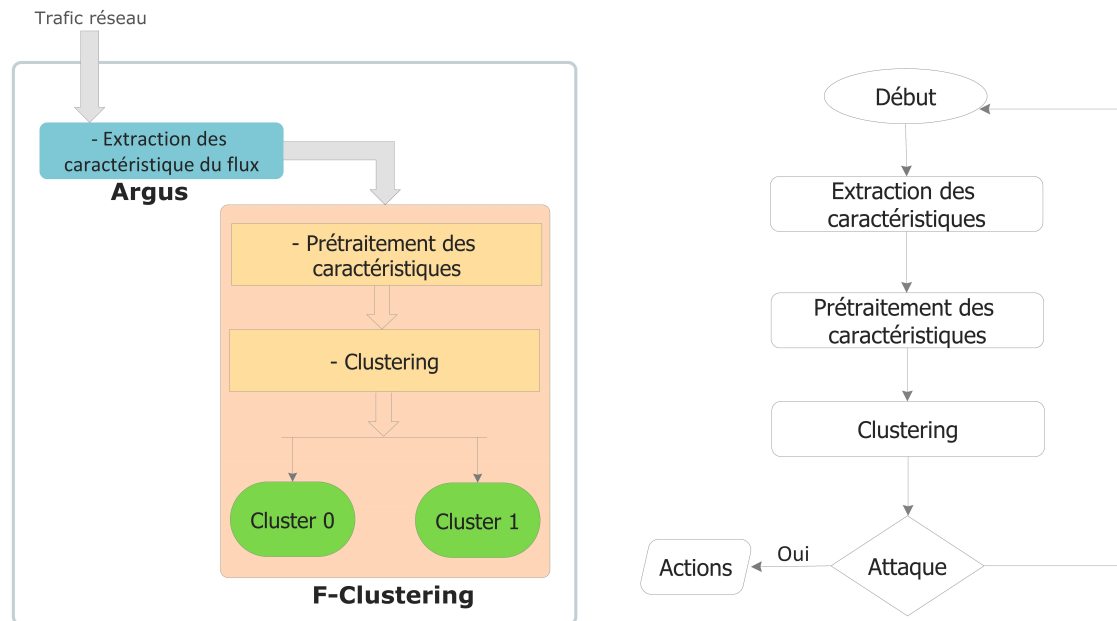 Trafic réseau
- Extraction des
caractéristique du flux
Argus
- Prétraitement des
caractéristiques
- Clustering
Cluster 0
Cluster 1
F-Clustering
Début
Extraction des
caractéristiques
Prétraitement des
caractéristiques
Clustering
Attaque
Oui
Actions